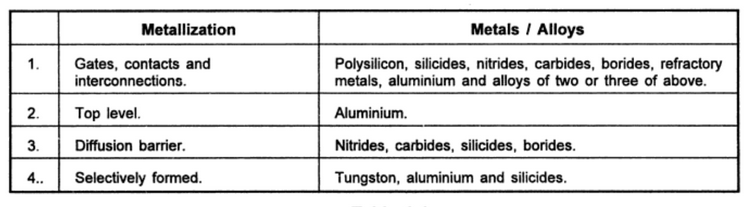 Metallization Metals / Alloys
1. Gates, contacts and interconnections. Polysilicon, silicides, nitrides, carbides, borides, refractory metals, aluminium and alloys of two or three of above.
2. Top level. Aluminium.
3. Diffusion barrier. Nitrides, carbides, silicides, borides.
4.. Selectively formed. Tungston, aluminium and silicides.